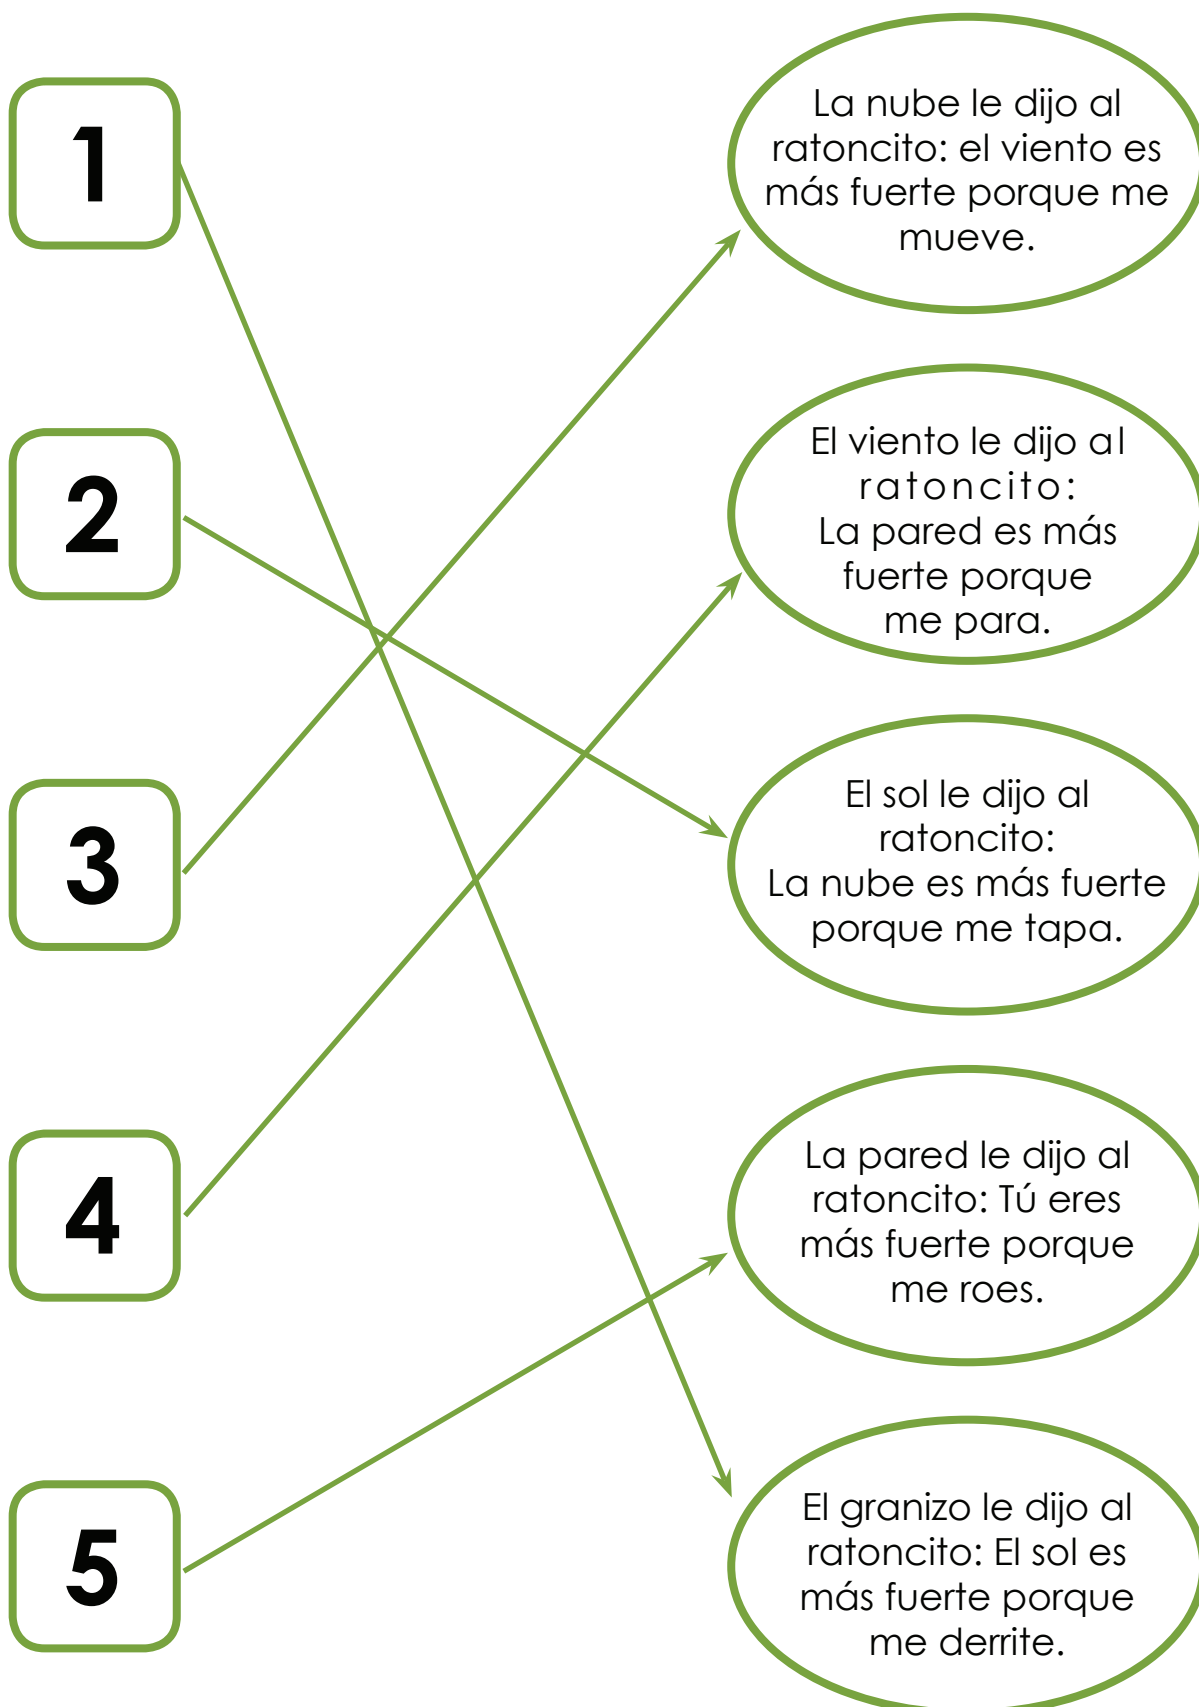 1
La nube le dijo al
ratoncito: el viento es
más fuerte porque me
mueve.
2
El viento le dijo al
ratoncito:
La pared es más
fuerte porque
me para.
3
El sol le dijo al
ratoncito:
La nube es más fuerte
porque me tapa.
4
La pared le dijo al
ratoncito: Tú eres
más fuerte porque
me roes.
5
El granizo le dijo al
ratoncito: El sol es
más fuerte porque
me derrite.